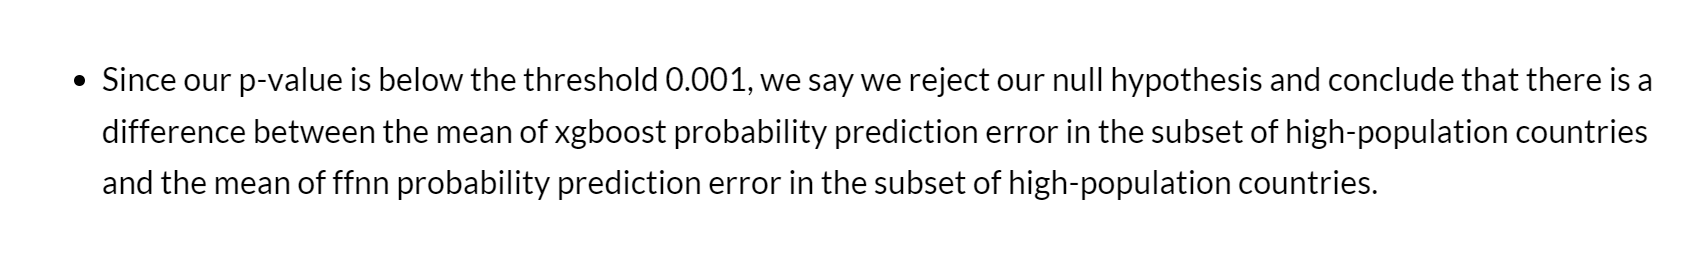 • Since our p-value is below the threshold 0.001, we say we reject our null hypothesis and conclude that there is a
difference between the mean of xgboost probability prediction error in the subset of high-population countries
and the mean of ffnn probability prediction error in the subset of high-population countries.